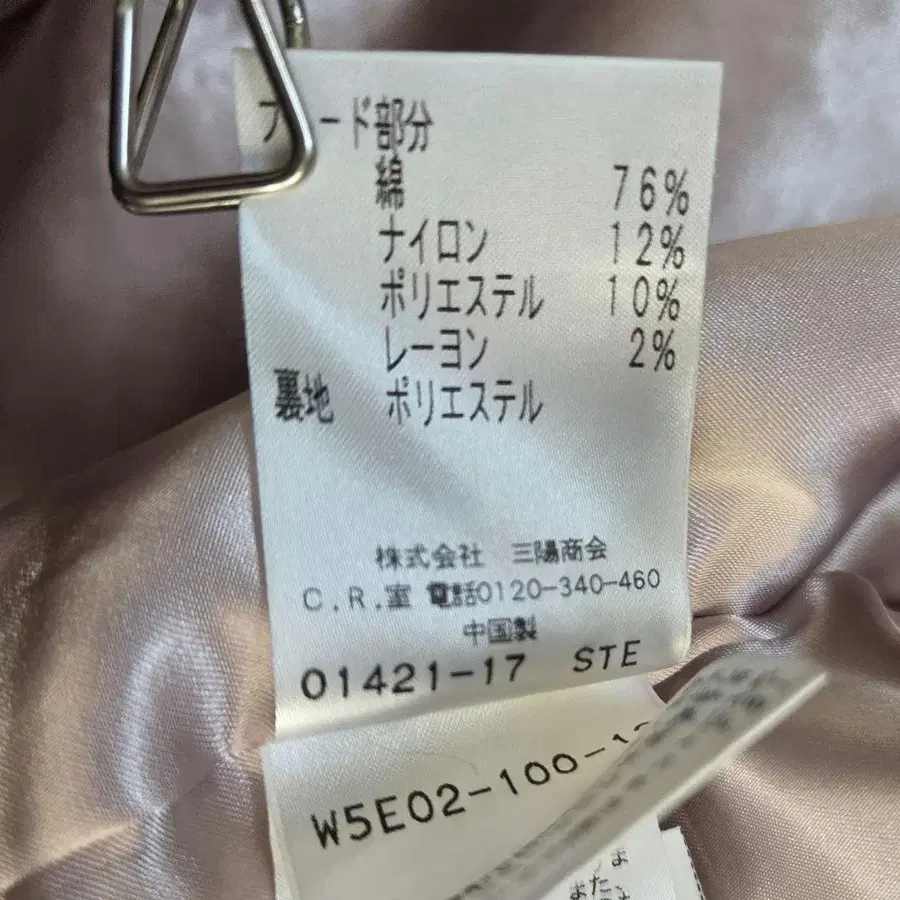 ード部分
綿 76%
ナイロン 12%
ポリエステル 10%
レーヨン 2%
裏地 ポリエステル
株式会社 三陽商会
C.R.室 電話0120-340-460
中国製
01421-17 STE
W5E02-100-1
また、